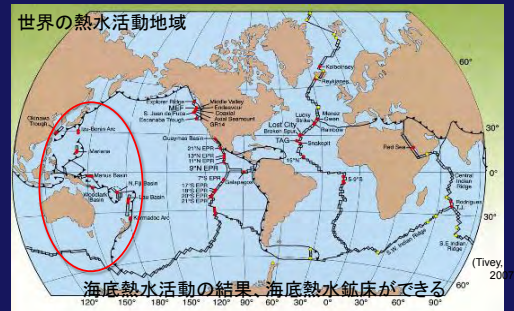 世界の熱水活動地域
Kolbeinsey
Reykjanes
60°
Explorer Ridge
Middle Valley
MEF
Endeavour
Coaxial
S. Juan de Fuca
Axial Seamount
Escanaba Trough
GR14
Lucky Strike
Menez Gwen
Lost City
Rainbow
Broken Spur
TAG
Snakepit
15°N
Okinawa Trough
Izu-Bonin Arc
Mariana
Guaymas Basin
21°N EPR
13°N EPR
11°N EPR
9°N EPR
7°S EPR
Galapagos
17°S EPR
18°S EPR
20°S EPR
21°S EPR
30°
Red Sea
0°
Manus Basin
Woodlark Basin
N. Fiji Basin
Lau Basin
Kermadec Arc
5-9°S
Central Indian Ridge
Rodrigues T.J.
30°
S.W. Indian Ridge
S.E. Indian Ridge
(Tivey, 2007
60°
海底熱水活動の結果、海底熱水鉱床ができる
120°
150°
180°
150°
120°
90°
60°
30°
0°
30°
60°
90°